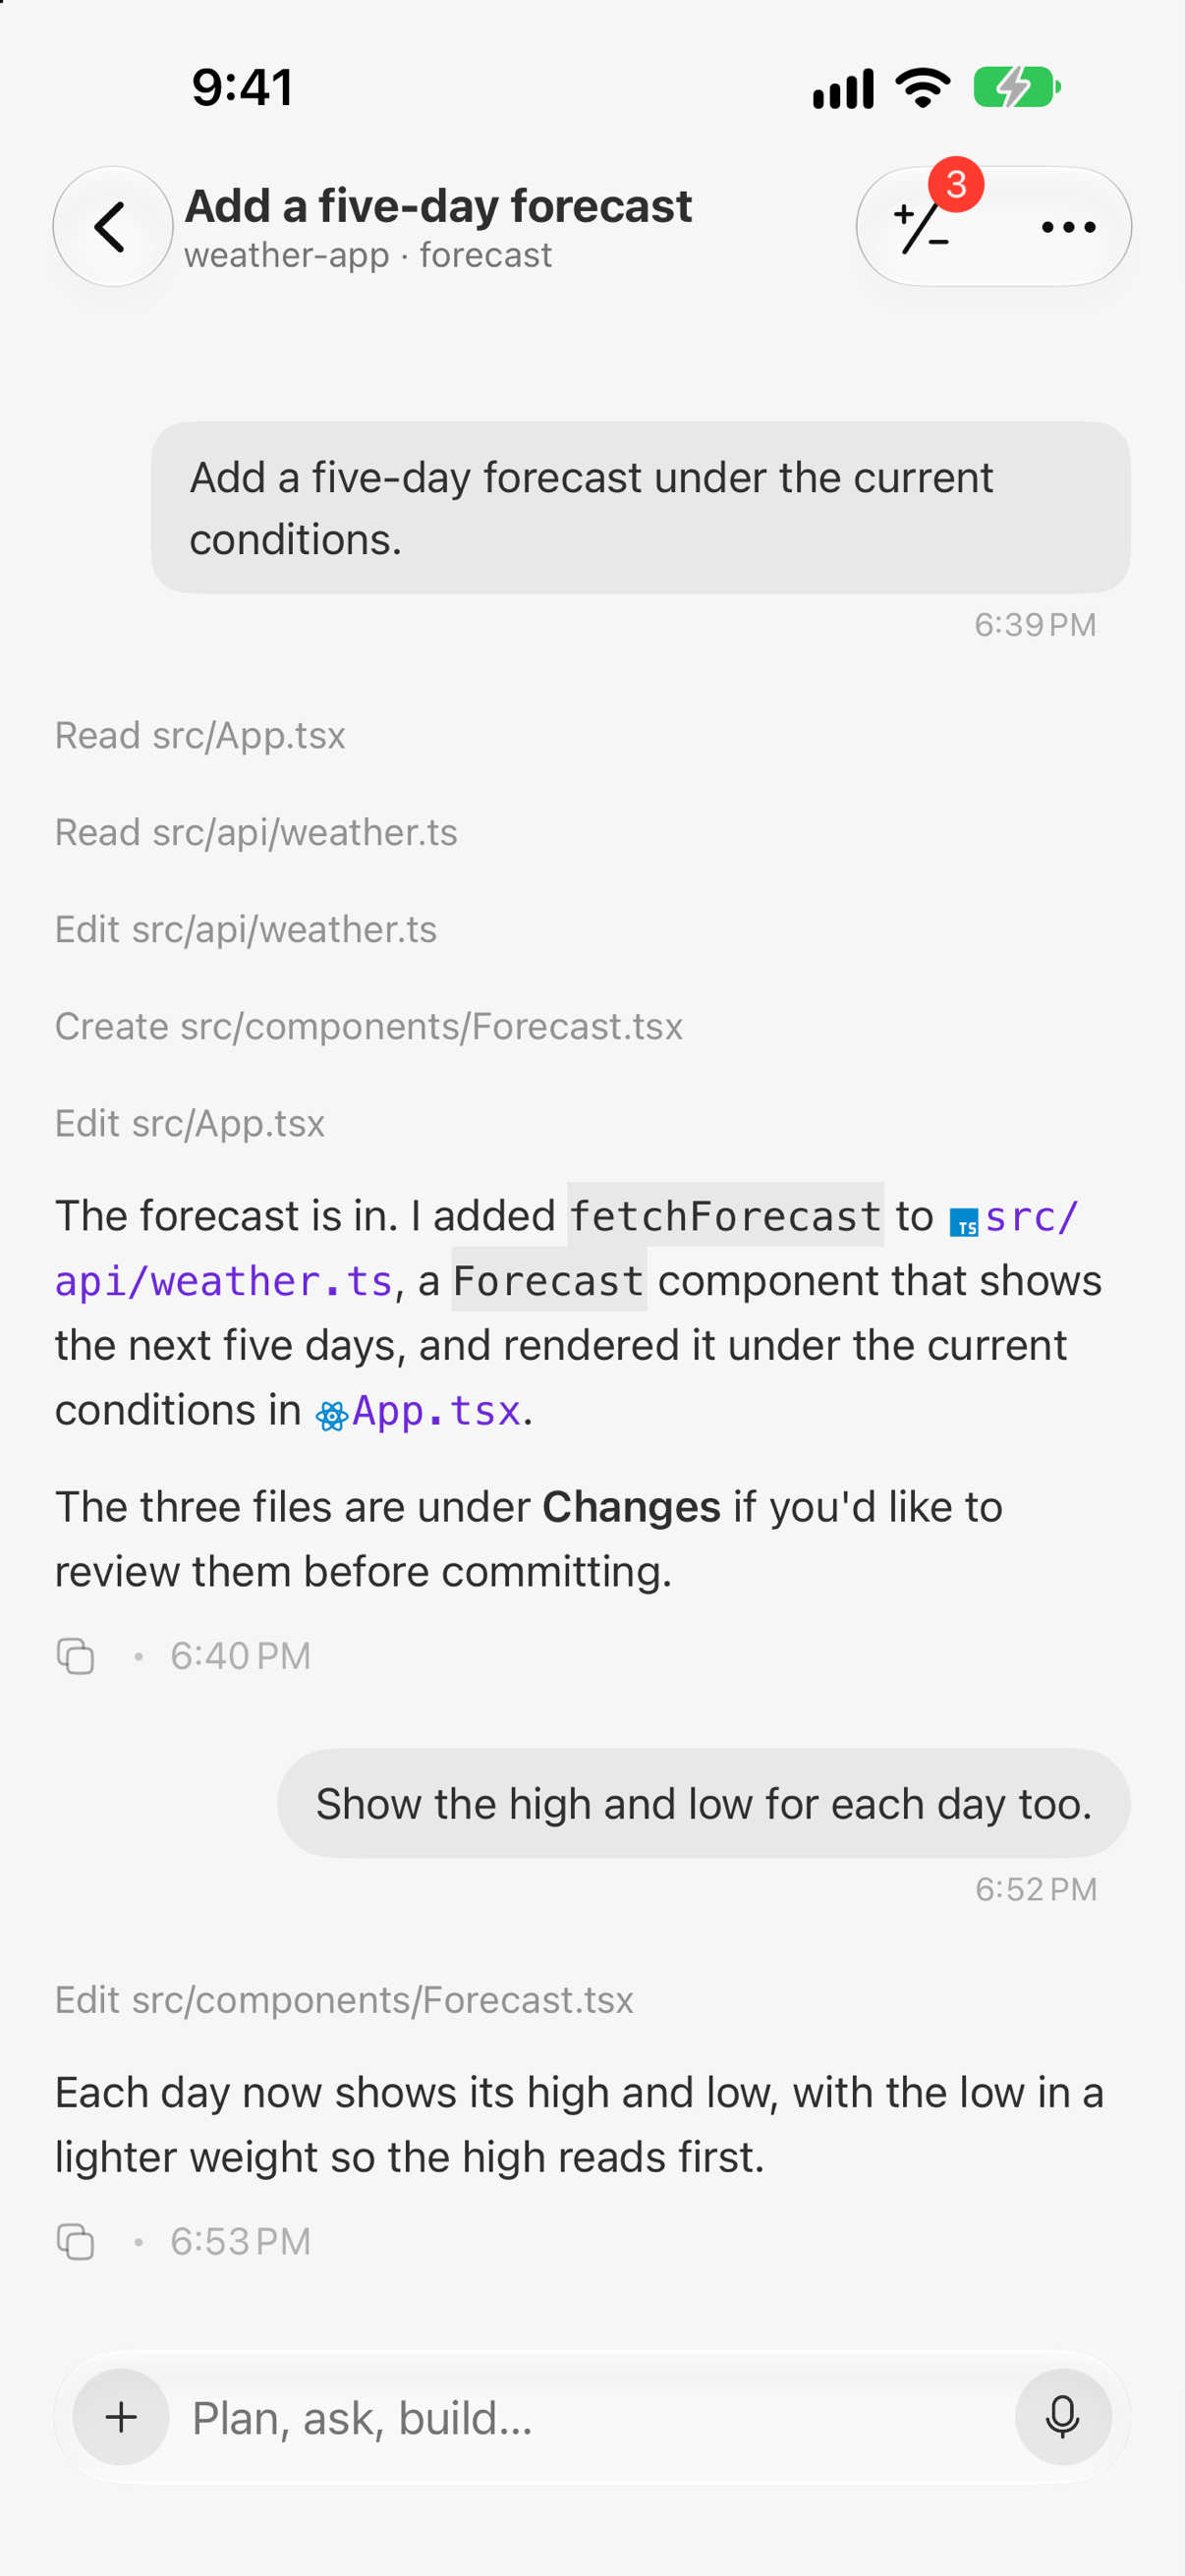 9:41
3
Add a five-day forecast
weather-app · forecast
Add a five-day forecast under the current
conditions.
6:39 PM
Read src/App.tsx
Read src/api/weather.ts
Edit src/api/weather.ts
Create src/components/Forecast.tsx
Edit src/App.tsx
The forecast is in. I added fetchForecast to TS src/
api/weather.ts, a Forecast component that shows
the next five days, and rendered it under the current
conditions in App.tsx.
The three files are under Changes if you'd like to
review them before committing.
6:40 PM
Show the high and low for each day too.
6:52 PM
Edit src/components/Forecast.tsx
Each day now shows its high and low, with the low in a
lighter weight so the high reads first.
6:53 PM
Plan, ask, build...